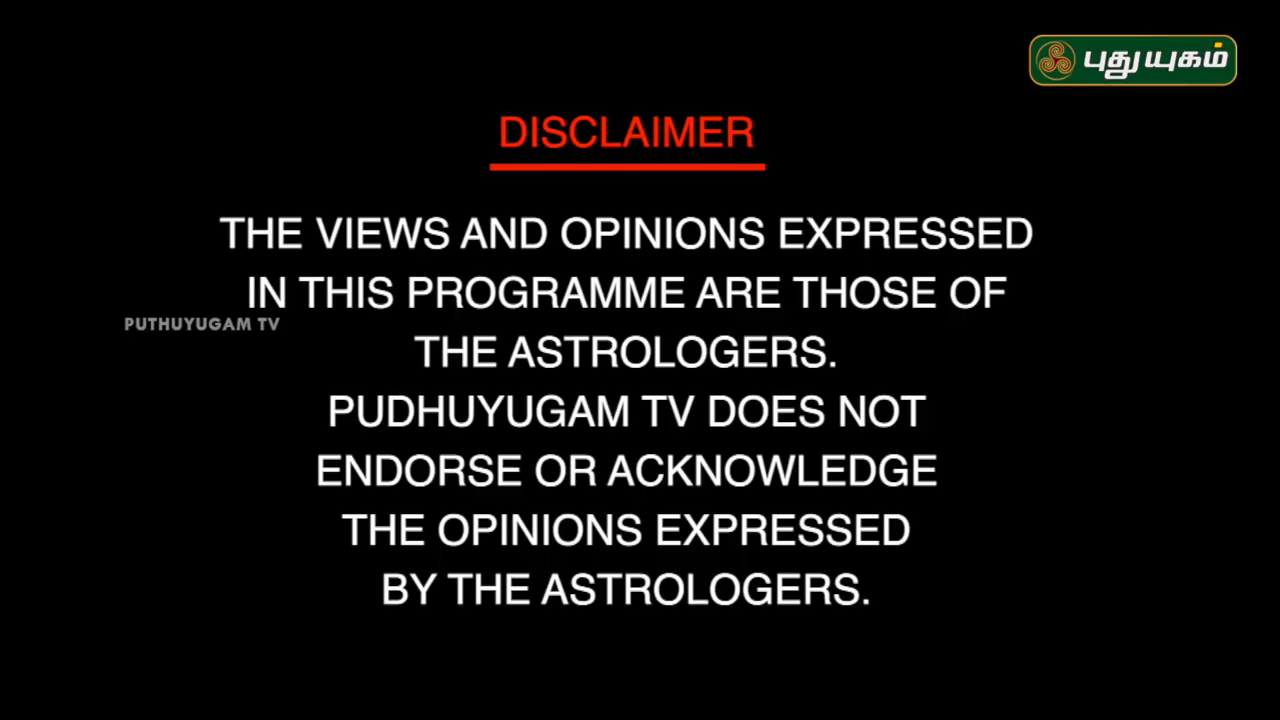 புதுயுகம்
DISCLAIMER
THE VIEWS AND OPINIONS EXPRESSED
IN THIS PROGRAMME ARE THOSE OF
PUTHUYUGAM TV
THE ASTROLOGERS.
PUDHUYUGAM TV DOES NOT
ENDORSE OR ACKNOWLEDGE
THE OPINIONS EXPRESSED
BY THE ASTROLOGERS.